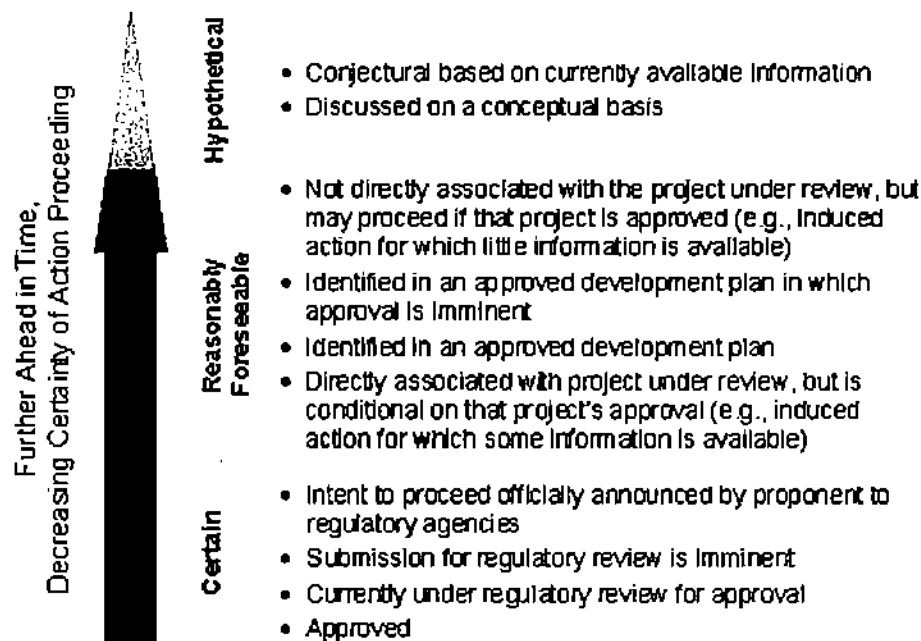 Further Ahead in Time,
Decreasing Certainty of Action Proceeding
Hypothetical
• Conjectural based on currently available Information
• Discussed on a conceptual basis
Reasonably
Foreseeable
• Not directly associated with the project under review, but
may proceed if that project is approved (e.g., Induced
action for which little information is available)
• Identified in an approved development plan in which
approval is imminent
• Identified in an approved development plan
• Directly associated with project under review, but is
conditional on that project's approval (e.g., induced
action for which some information is available)
Certain
• Intent to proceed officially announced by proponent to
regulatory agencies
• Submission for regulatory review is imminent
• Currently under regulatory review for approval
• Approved